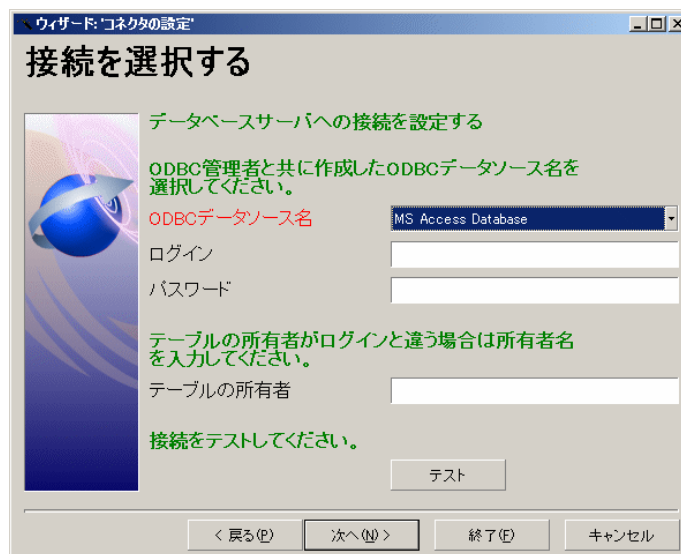 ウィザード: 'コネクタの設定'
接続を選択する
データベースサーバへの接続を設定する
ODBC管理者と共に作成したODBCデータソース名を
選択してください。
ODBCデータソース名
MS Access Database
ログイン
パスワード
テーブルの所有者がログインと違う場合は所有者名
を入力してください。
テーブルの所有者
接続をテストしてください。
テスト
< 戻る(P)
次へ(N) >
終了(F)
キャンセル